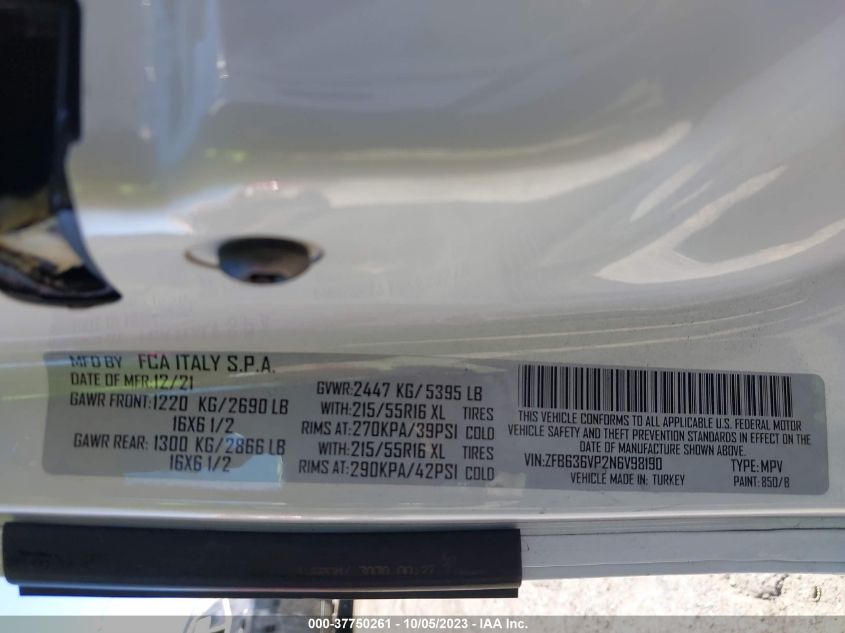 MFD BY FCA ITALY S.P.A.
DATE OF MFR:12/21
GAWR FRONT:1220 KG/2690 LB
16X6 1/2
GAWR REAR: 1300 KG/2866 LB
16X6 1/2
GVWR:2447 KG/5395 LB
WITH:215/55R16 XL TIRES
RIMS AT:270KPA/39PSI COLD
WITH:215/55R16 XL TIRES
RIMS AT:290KPA/42PSI COLD
THIS VEHICLE CONFORMS TO ALL APPLICABLE U.S. FEDERAL MOTOR
VEHICLE SAFETY AND THEFT PREVENTION STANDARDS IN EFFECT ON THE
DATE OF MANUFACTURE SHOWN ABOVE.
VIN:ZFB636VP2N6V98190 TYPE: MPV
VEHICLE MADE IN: TURKEY PAINT: 850/B
000-37750261 - 10/05/2023 - IAA Inc.